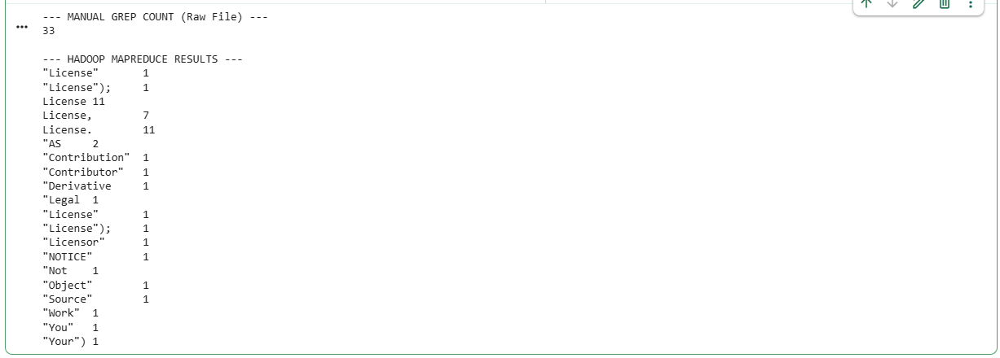 --- MANUAL GREP COUNT (Raw File) ---
33
--- HADOOP MAPREDUCE RESULTS ---
"License" 1
"License"); 1
License 11
License, 7
License. 11
"AS 2
"Contribution" 1
"Contributor" 1
"Derivative 1
"Legal 1
"License" 1
"License"); 1
"Licensor" 1
"NOTICE" 1
"Not 1
"Object" 1
"Source" 1
"Work" 1
"You" 1
"Your") 1